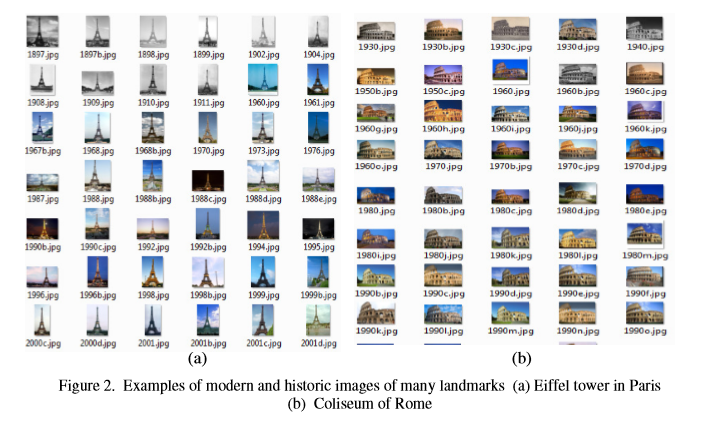 1897.jpg 1897b.jpg 1898.jpg 1899.jpg 1902.jpg 1904.jpg
1908.jpg 1909.jpg 1910.jpg 1911.jpg 1960.jpg 1961.jpg
1967b.jpg 1968.jpg 1968b.jpg 1970.jpg 1973.jpg 1976.jpg
1987.jpg 1988.jpg 1988b.jpg 1988c.jpg 1988d.jpg 1988e.jpg
1990b.jpg 1990c.jpg 1992.jpg 1992b.jpg 1994.jpg 1995.jpg
1996.jpg 1996b.jpg 1998.jpg 1998b.jpg 1999.jpg 1999b.jpg
2000c.jpg 2000d.jpg 2001.jpg 2001b.jpg 2001c.jpg 2001d.jpg
(a)
1930.jpg 1930b.jpg 1930c.jpg 1930d.jpg 1940.jpg
1950b.jpg 1950c.jpg 1960.jpg 1960b.jpg 1960c.jpg
1960g.jpg 1960h.jpg 1960i.jpg 1960j.jpg 1960k.jpg
1960o.jpg 1970.jpg 1970b.jpg 1970c.jpg 1970d.jpg
1980.jpg 1980b.jpg 1980c.jpg 1980d.jpg 1980e.jpg
1980i.jpg 1980j.jpg 1980k.jpg 1980l.jpg 1980m.jpg
1990b.jpg 1990c.jpg 1990d.jpg 1990e.jpg 1990f.jpg
1990k.jpg 1990l.jpg 1990m.jpg 1990n.jpg 1990o.jpg
(b)
Figure 2. Examples of modern and historic images of many landmarks (a) Eiffel tower in Paris
(b) Coliseum of Rome